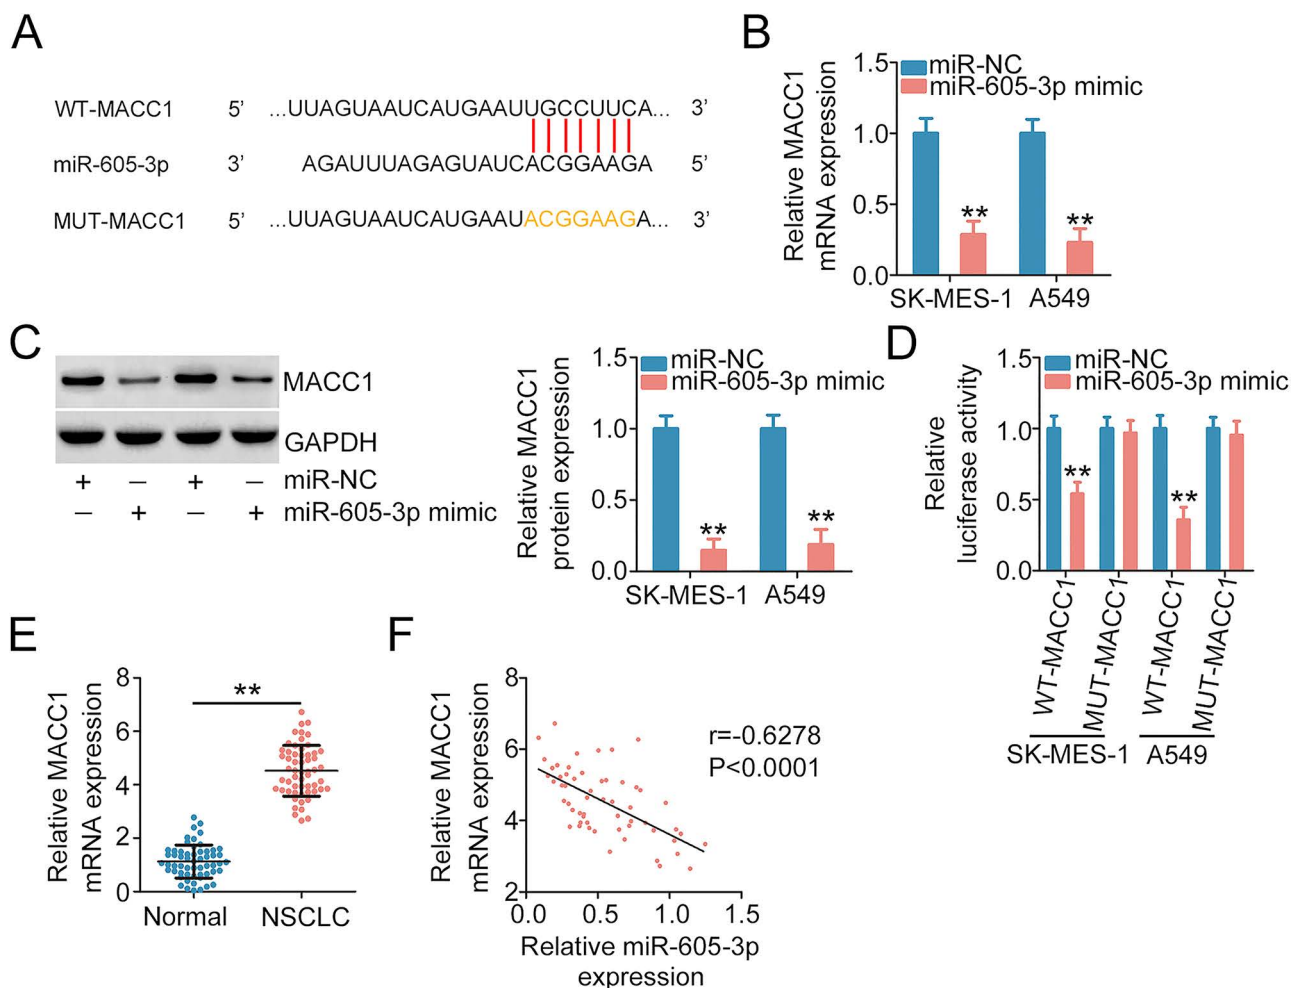 A
WT-MACC1 5’ ...UUAGUAAUCAUGAAUUGCCUUCA... 3’
miR-605-3p 3’ AGAUUUAGAGUAUCACGGAAGA 5’
MUT-MACC1 5’ ...UUAGUAAUCAUGAAUACGGAAGA... 3’
B
Relative MACC1
mRNA expression
1.5
1.0
0.5
0.0
miR-NC
miR-605-3p mimic
**
**
SK-MES-1 A549
C
MACC1
GAPDH
+ − + − miR-NC
− + − + miR-605-3p mimic
Relative MACC1
protein expression
1.5
1.0
0.5
0.0
miR-NC
miR-605-3p mimic
**
**
SK-MES-1 A549
D
Relative
luciferase activity
1.5
1.0
0.5
0.0
miR-NC
miR-605-3p mimic
**
**
WT-MACC1
MUT-MACC1
WT-MACC1
MUT-MACC1
SK-MES-1 A549
E
Relative MACC1
mRNA expression
8
6
4
2
0
**
Normal NSCLC
F
Relative MACC1
mRNA expression
8
6
4
2
r=-0.6278
P<0.0001
0.0 0.5 1.0 1.5
Relative miR-605-3p
expression